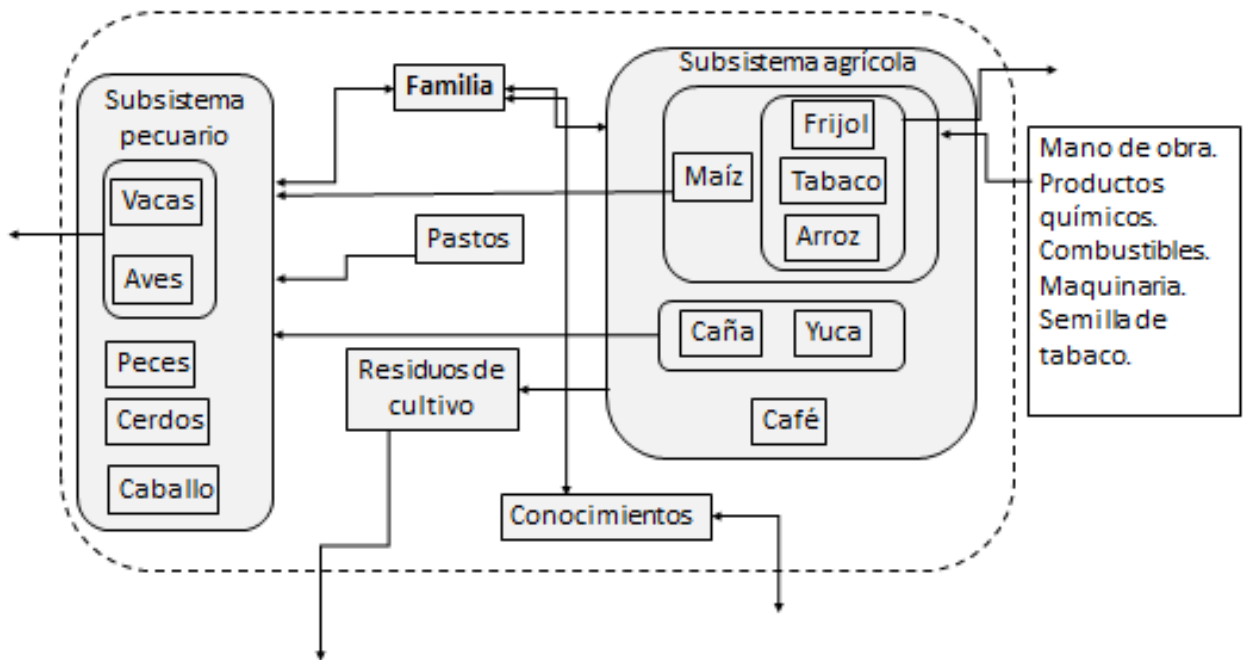 Subsistema
pecuario
Vacas
Aves
Peces
Cerdos
Caballo
Familia
Pastos
Residuos de
cultivo
Conocimientos
Subsistema agrícola
Maíz
Frijol
Tabaco
Arroz
Caña
Yuca
Café
Mano de obra.
Productos
químicos.
Combustibles.
Maquinaria.
Semilla de
tabaco.